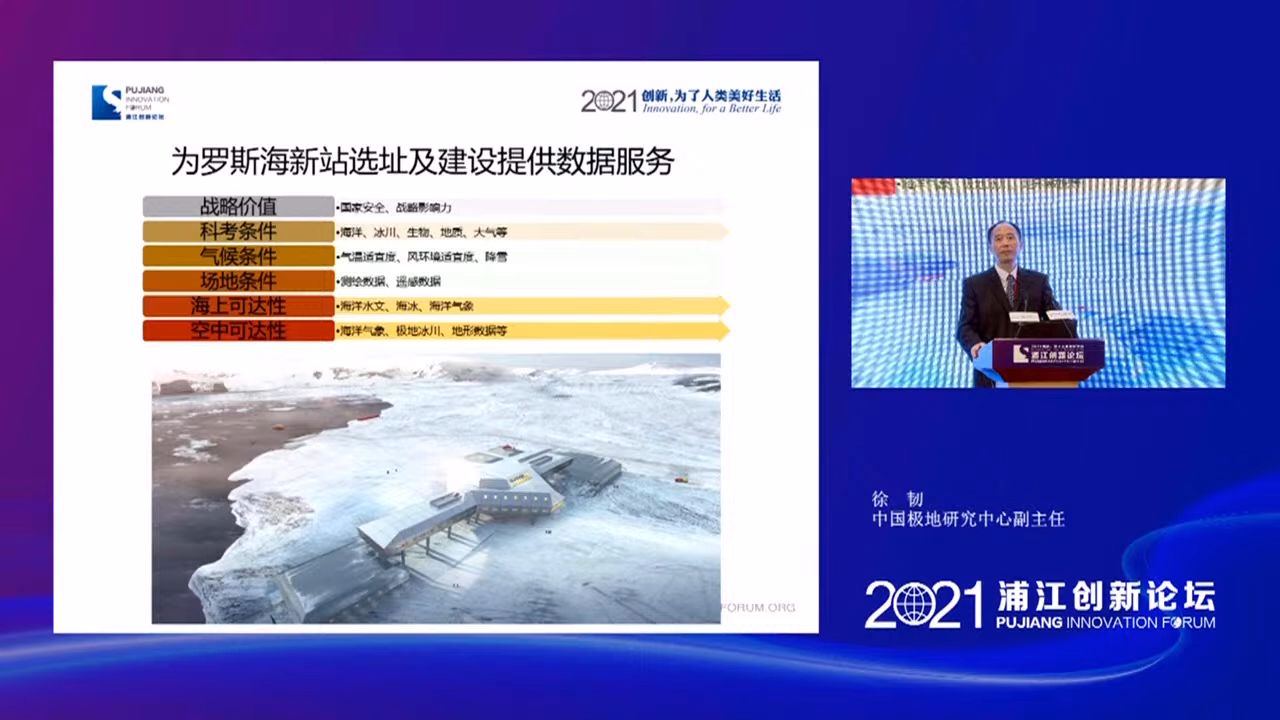 PUJIANG
INNOVATION
FORUM
浦江创新论坛
2021 创新,为了人类美好生活
Innovation, for a Better Life
为罗斯海新站选址及建设提供数据服务
战略价值
•国家安全、战略影响力
科考条件
•海洋、冰川、生物、地质、大气等
气候条件
•气温适宜度、风环境适宜度、降雪
场地条件
•测绘数据、遥感数据
海上可达性
•海洋水文、海冰、海洋气象
空中可达性
•海洋气象、极地冰川、地形数据等
FORUM.ORG
浦江创新论坛
徐 韧
中国极地研究中心副主任
2021 浦江创新论坛
PUJIANG INNOVATION FORUM